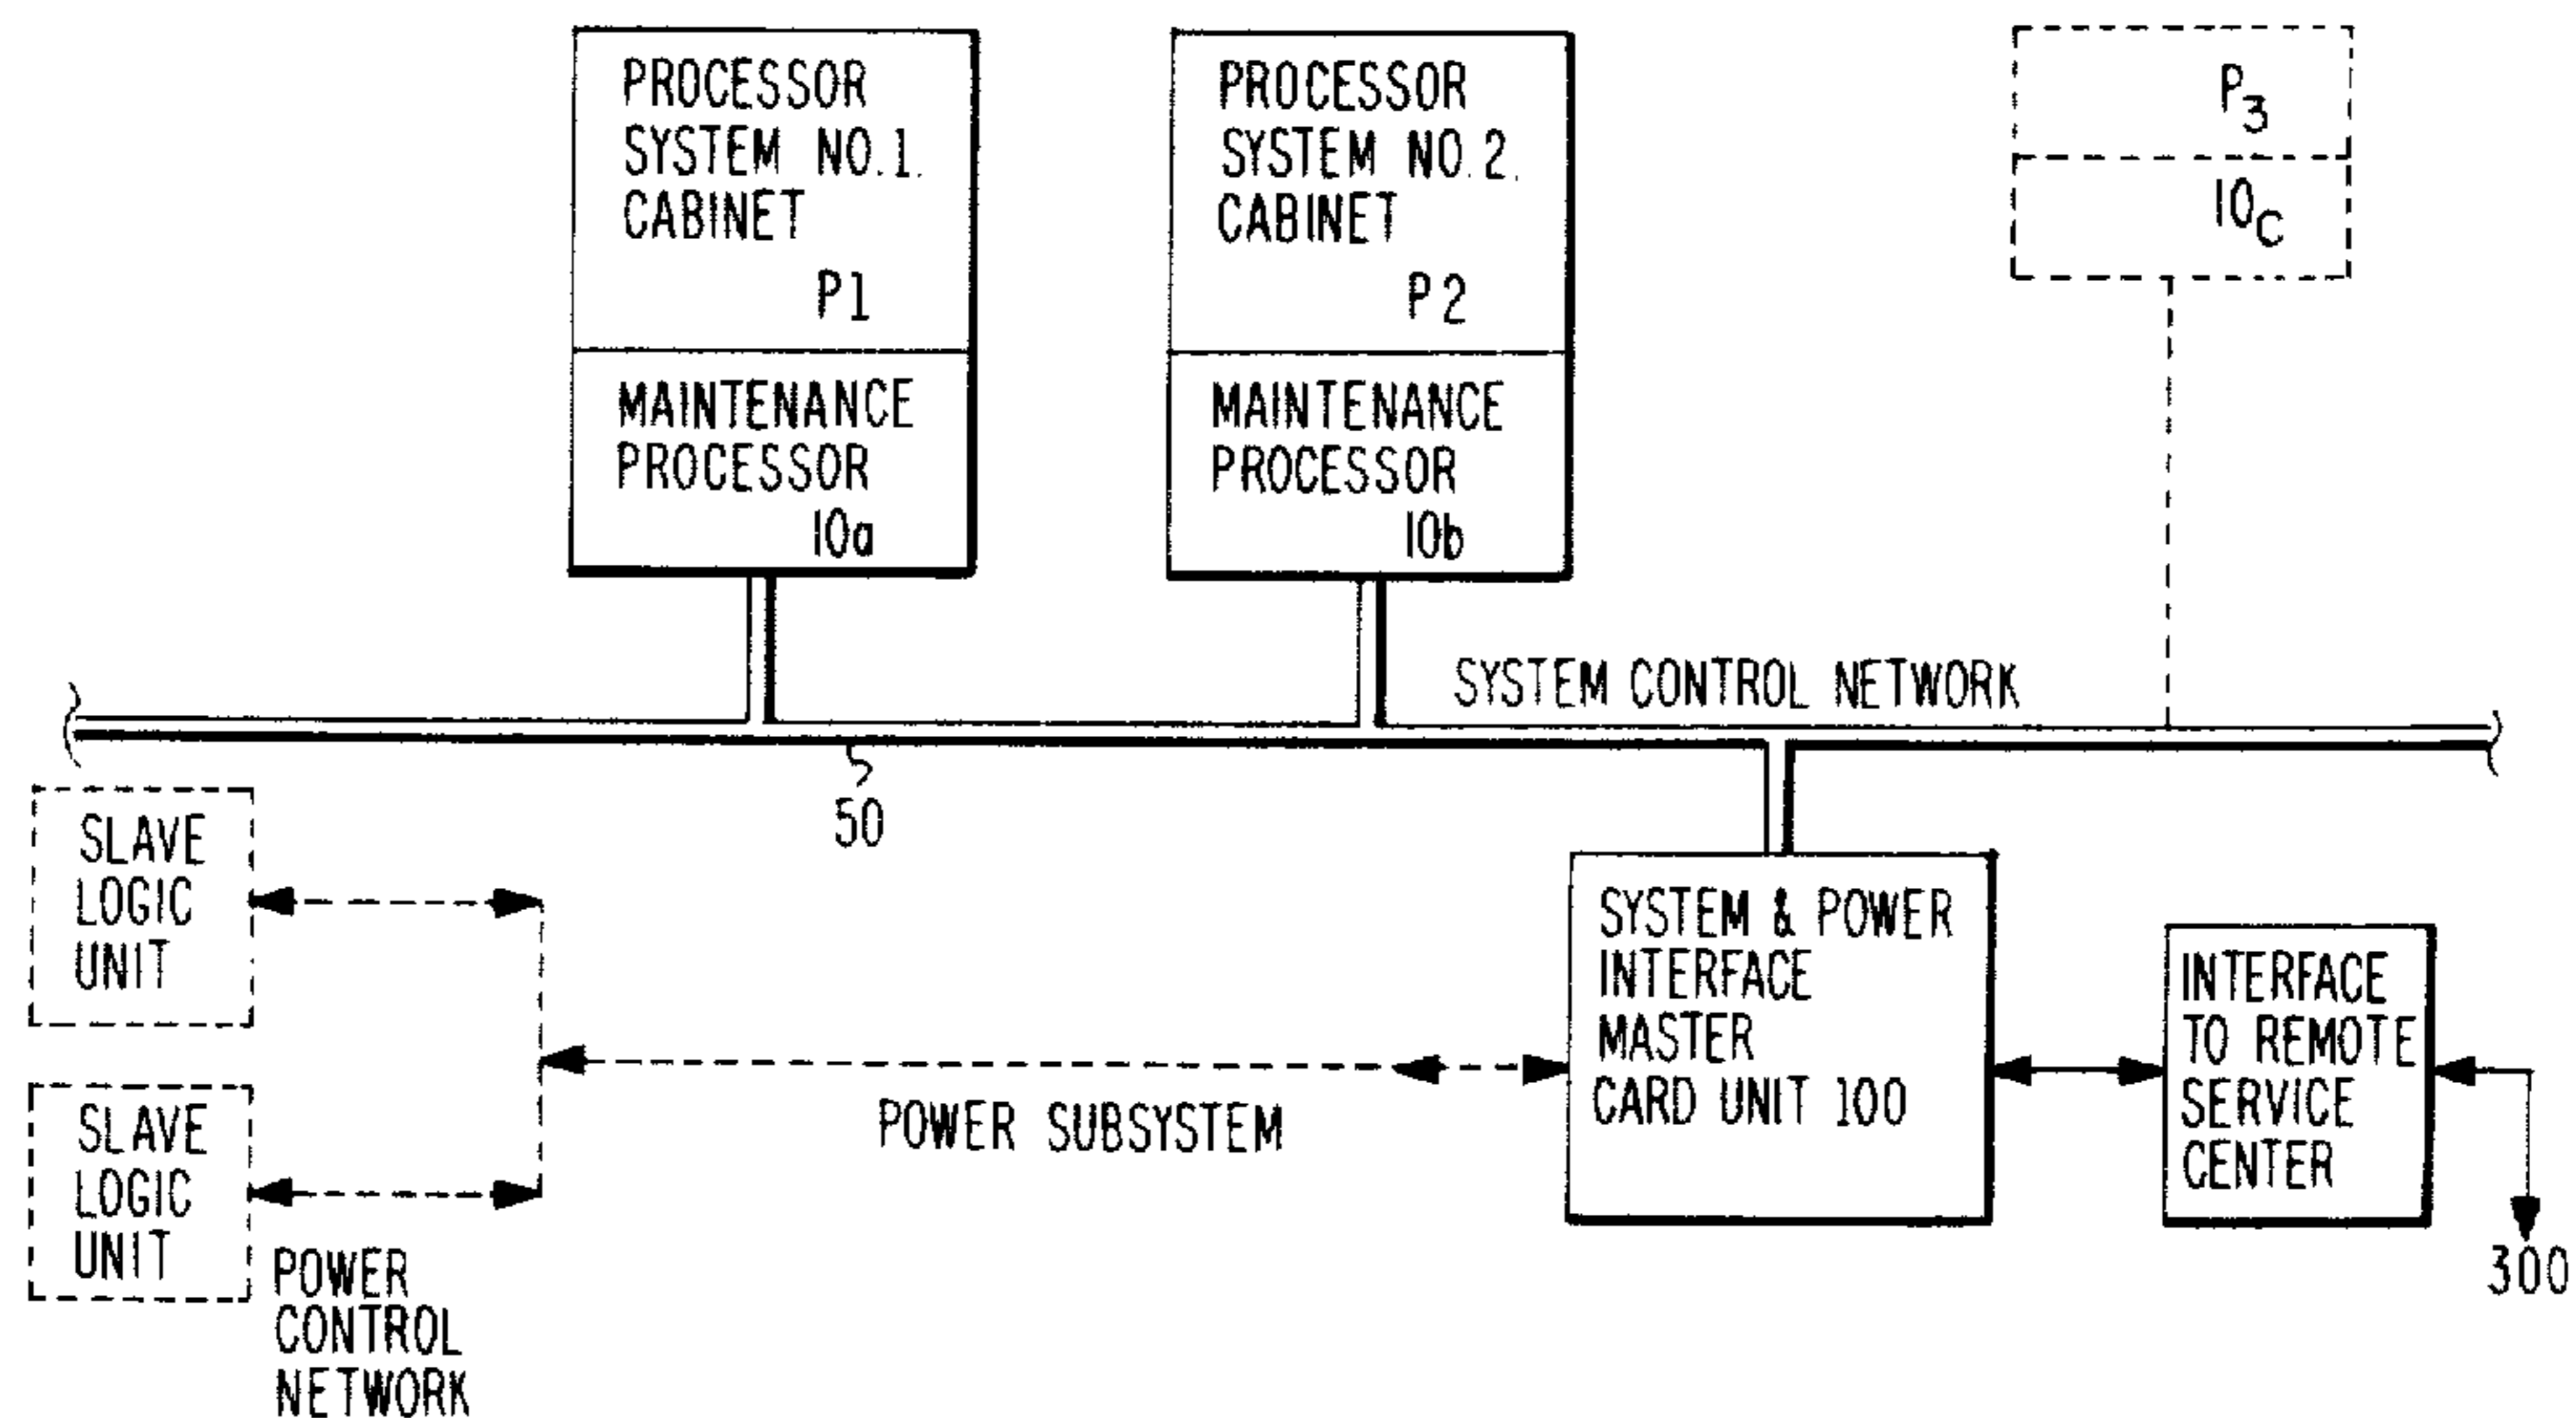 PROCESSOR
SYSTEM NO.1.
CABINET
P1
MAINTENANCE
PROCESSOR
10a
PROCESSOR
SYSTEM NO.2.
CABINET
P2
MAINTENANCE
PROCESSOR
10b
P3
10C
SYSTEM CONTROL NETWORK
50
SLAVE
LOGIC
UNIT
SLAVE
LOGIC
UNIT
POWER
CONTROL
NETWORK
POWER SUBSYSTEM
SYSTEM & POWER
INTERFACE
MASTER
CARD UNIT 100
INTERFACE
TO REMOTE
SERVICE
CENTER
300